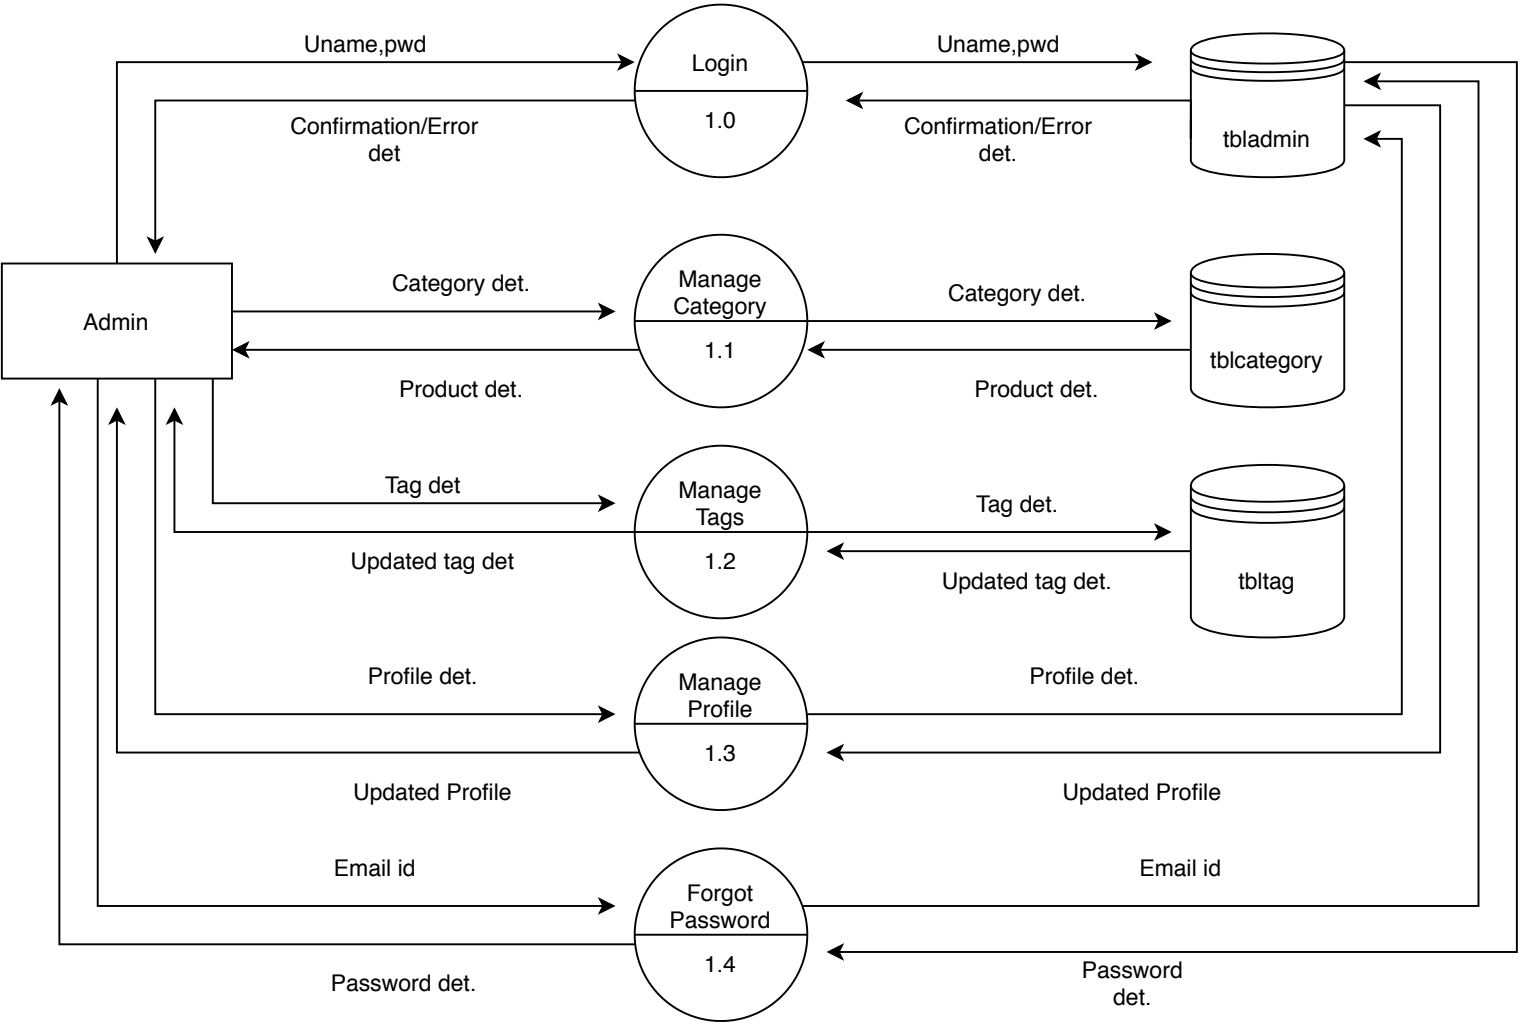 Uname,pwd
Login
Uname,pwd
1.0
Confirmation/Error
det
Confirmation/Error
det.
tbladmin
Admin
Category det.
Manage
Category
Category det.
1.1
Product det.
Product det.
tblcategory
Tag det
Manage
Tags
Tag det.
1.2
Updated tag det
Updated tag det.
tbltag
Profile det.
Manage
Profile
Profile det.
1.3
Updated Profile
Updated Profile
Email id
Forgot
Password
Email id
1.4
Password det.
Password
det.